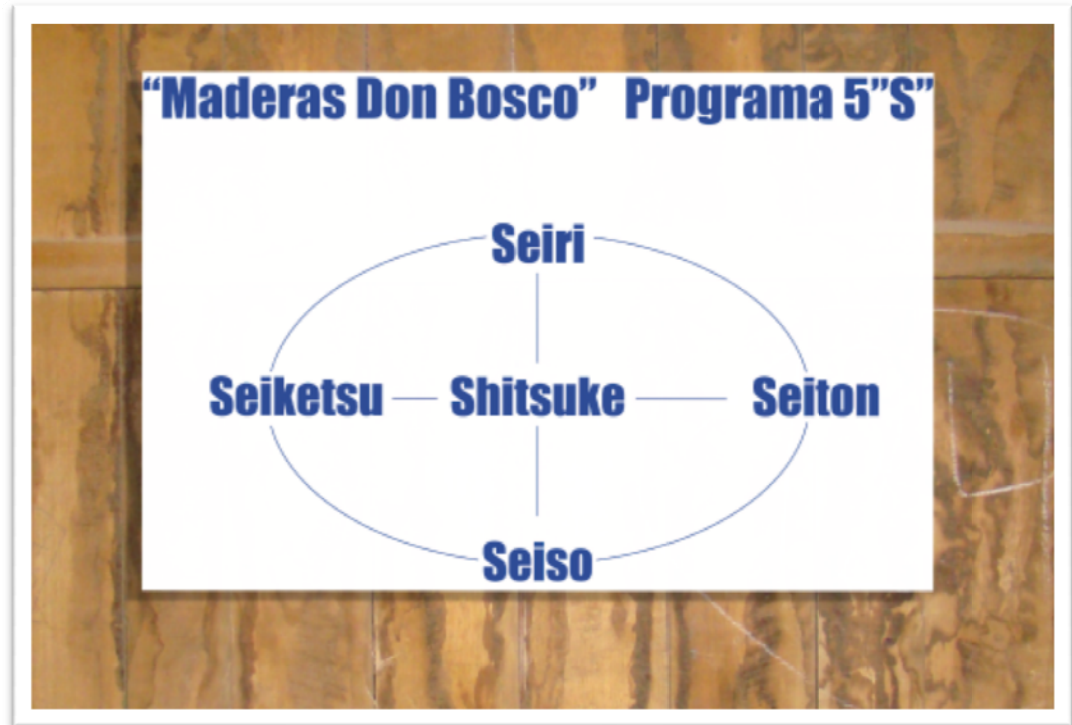 “Maderas Don Bosco” Programa 5”S”
Seiri
Seiketsu Shitsuke Seiton
Seiso